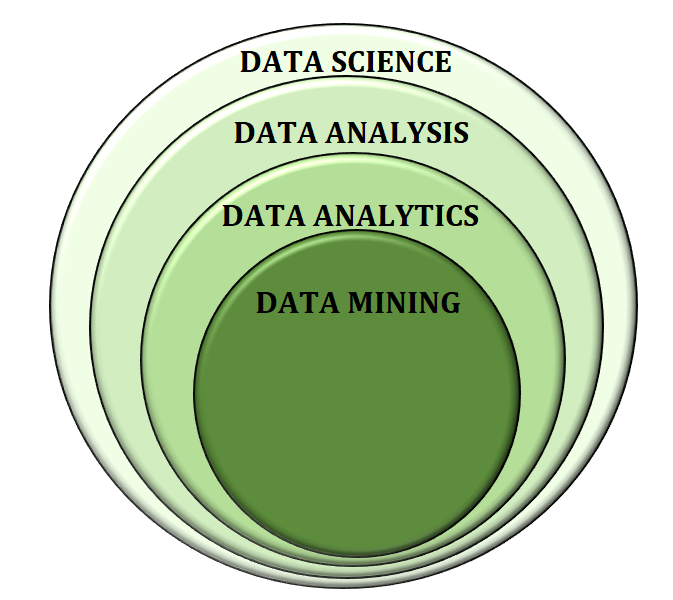 DATA SCIENCE
DATA ANALYSIS
DATA ANALYTICS
DATA MINING